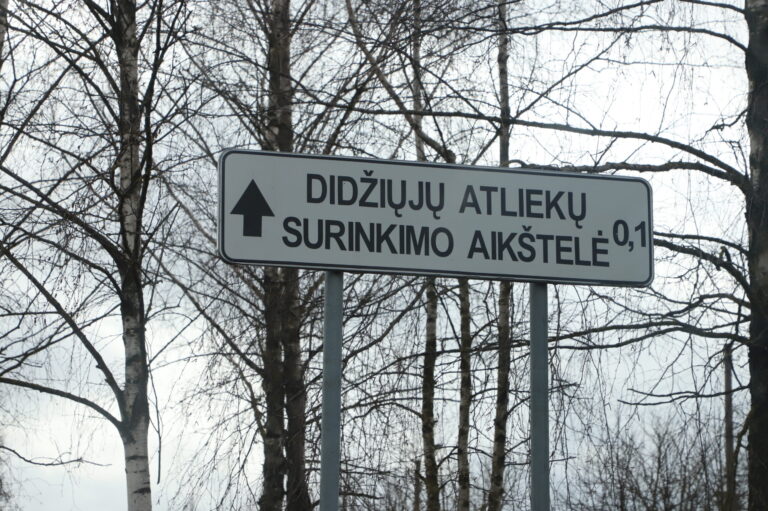 DIDŽIŲJŲ ATLIEKŲ
SURINKIMO AIKŠTELĖ 0,1